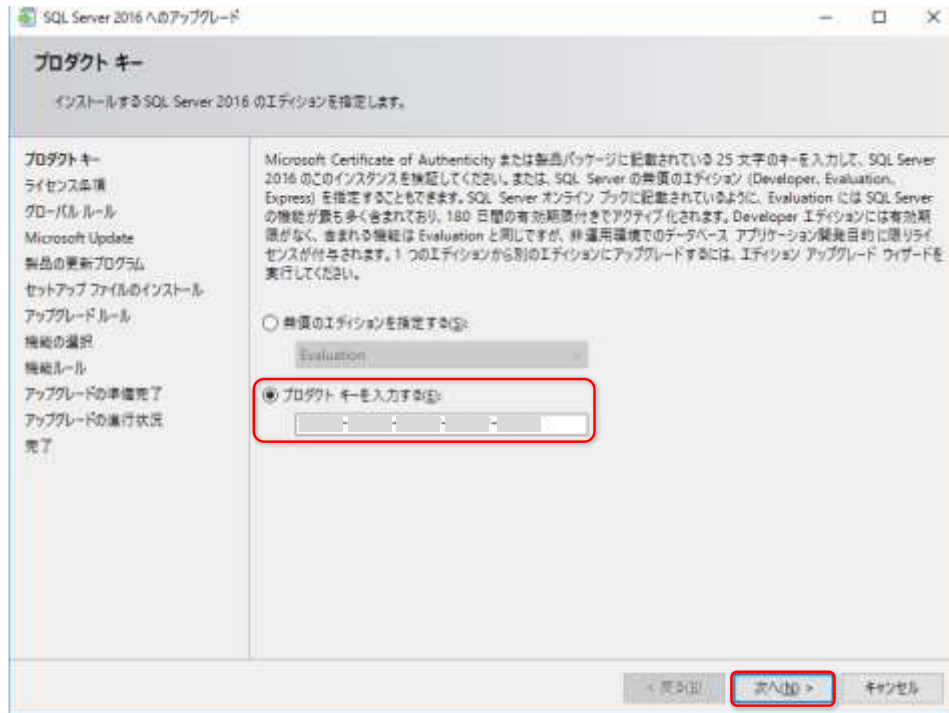 SQL Server 2016 へのアップグレード
プロダクト キー
インストールする SQL Server 2016 のエディションを指定します。
プロダクト キー
ライセンス条項
グローバル ルール
Microsoft Update
製品の更新プログラム
セットアップ ファイルのインストール
アップグレード ルール
機能の選択
機能ルール
アップグレードの準備完了
アップグレードの進行状況
完了
Microsoft Certificate of Authenticity または製品パッケージに記載されている 25 文字のキーを入力して、SQL Server
2016 のこのインスタンスを検証してください。または、SQL Server の無償のエディション (Developer、Evaluation、
Express) を指定することもできます。SQL Server オンライン ブックに記載されているように、Evaluation には SQL Server
の機能が最も多く含まれており、180 日間の有効期限付きでアクティブ化されます。Developer エディションには有効期
限がなく、含まれる機能は Evaluation と同じですが、非運用環境でのデータベース アプリケーション開発目的に限りライ
センスが付与されます。1 つのエディションから別のエディションにアップグレードするには、エディション アップグレード ウィザードを
実行してください。
無償のエディションを指定する(S):
Evaluation
プロダクト キーを入力する(E):
- - - -
< 戻る(B)
次へ(N) >
キャンセル